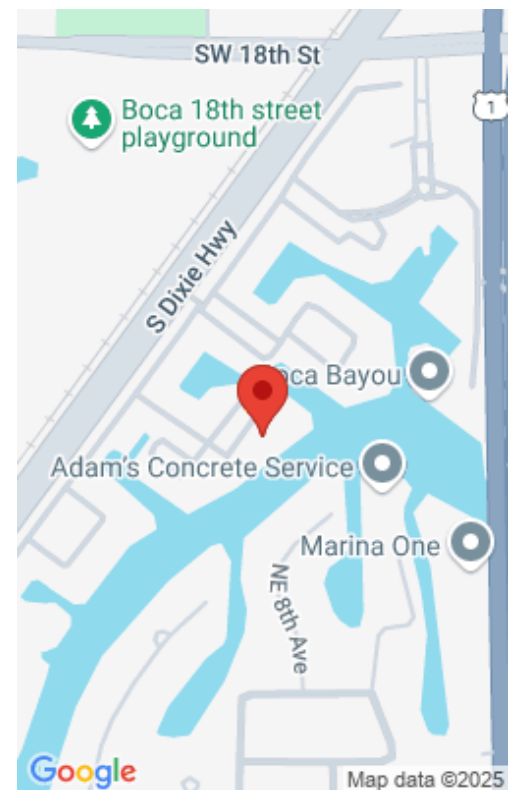 SW 18th St
1
Boca 18th street
playground
S Dixie Hwy
oca Bayou
Adam's Concrete Service
Marina One
NE 8th Ave
Google
Map data ©2025